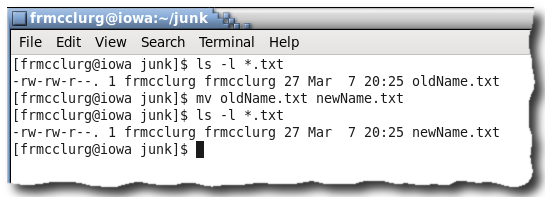 frmcclurg@iowa:~/junk
File Edit View Search Terminal Help
[frmcclurg@iowa junk]$ ls -l *.txt
-rw-rw-r--. 1 frmcclurg frmcclurg 27 Mar  7 20:25 oldName.txt
[frmcclurg@iowa junk]$ mv oldName.txt newName.txt
[frmcclurg@iowa junk]$ ls -l *.txt
-rw-rw-r--. 1 frmcclurg frmcclurg 27 Mar  7 20:25 newName.txt
[frmcclurg@iowa junk]$